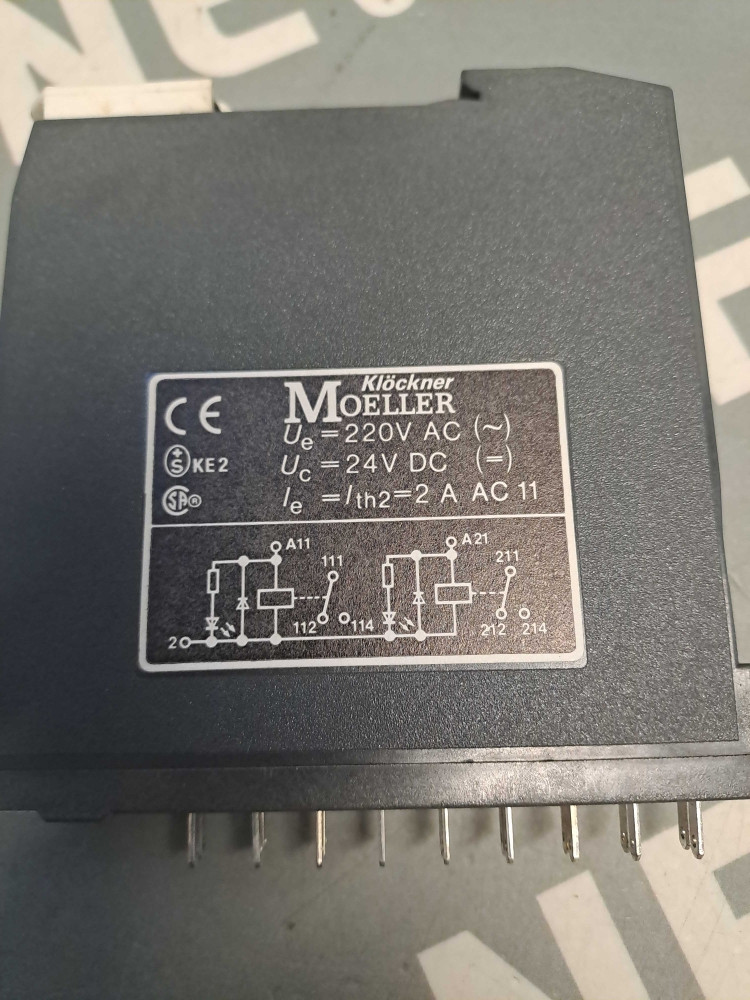 Klöckner
MOELLER
CE
Ue = 220V AC (~)
+S KE2
Uc = 24V DC (=)
SA®
Ie = Ith2 = 2 A AC 11
A11
A21
111
211
112
114
212
214
2